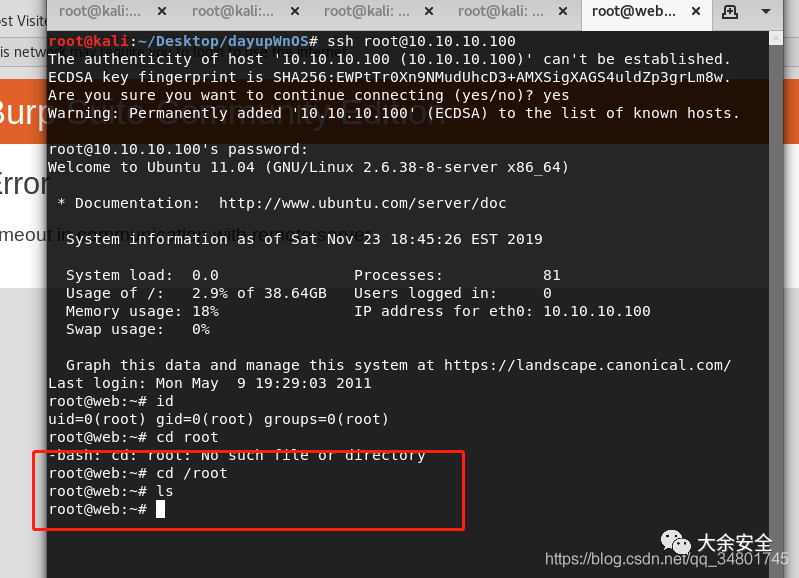 root@kali:...
root@kali:...
root@kali: ...
root@kali: ...
root@web...
ost Visite
root@kali:~/Desktop/dayupWnOS# ssh root@10.10.10.100
The authenticity of host '10.10.10.100 (10.10.10.100)' can't be established.
ECDSA key fingerprint is SHA256:EWPtTr0Xn9NMudUhcD3+AMXSigXAGS4uldZp3grLm8w.
Are you sure you want to continue connecting (yes/no)? yes
Warning: Permanently added '10.10.10.100' (ECDSA) to the list of known hosts.
Burp Suite Community Edition
root@10.10.10.100's password:
Welcome to Ubuntu 11.04 (GNU/Linux 2.6.38-8-server x86_64)
Error
* Documentation:  http://www.ubuntu.com/server/doc
meout in communication with remote server
System information as of Sat Nov 23 18:45:26 EST 2019
System load:  0.0               Processes:           81
Usage of /:   2.9% of 38.64GB   Users logged in:     0
Memory usage: 18%               IP address for eth0: 10.10.10.100
Swap usage:   0%
Graph this data and manage this system at https://landscape.canonical.com/
Last login: Mon May  9 19:29:03 2011
root@web:~# id
uid=0(root) gid=0(root) groups=0(root)
root@web:~# cd root
-bash: cd: root: No such file or directory
root@web:~# cd /root
root@web:~# ls
root@web:~#
大余安全
https://blog.csdn.net/qq_34801745